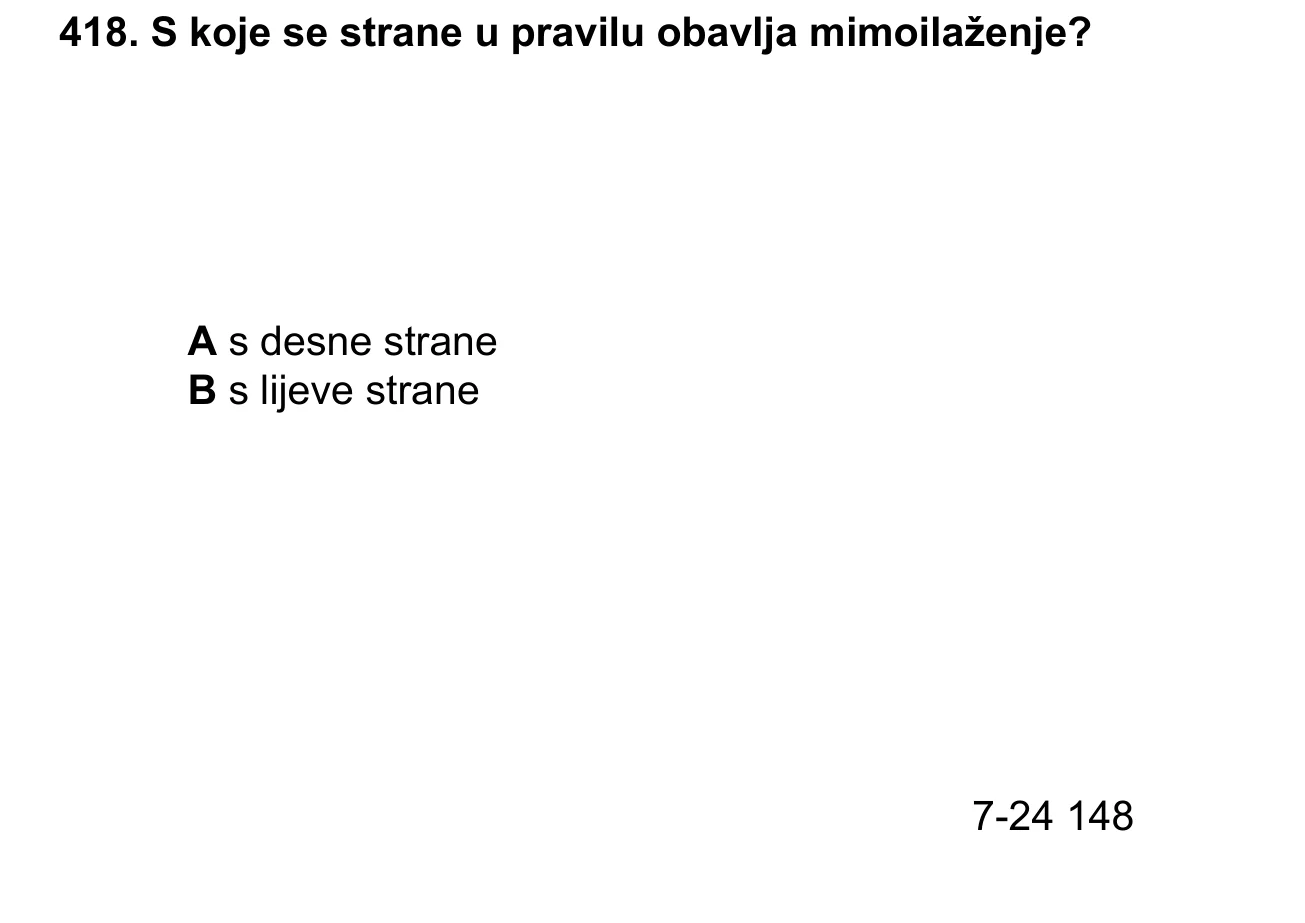 418. S koje se strane u pravilu obavlja mimoilaženje?
A s desne strane
B s lijeve strane
7-24 148